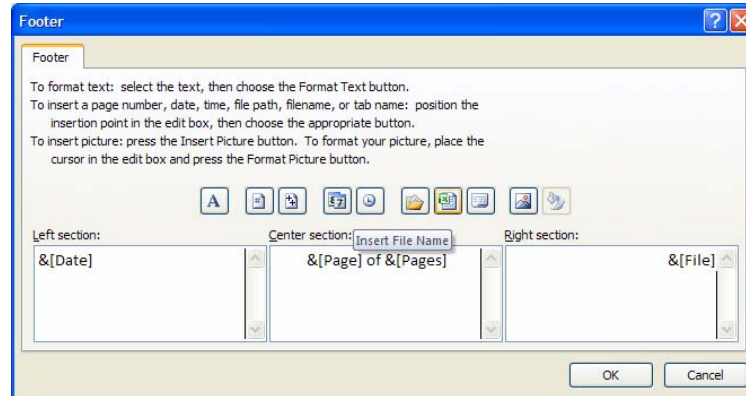 Footer
Footer
To format text: select the text, then choose the Format Text button.
To insert a page number, date, time, file path, filename, or tab name: position the
insertion point in the edit box, then choose the appropriate button.
To insert picture: press the Insert Picture button. To format your picture, place the
cursor in the edit box and press the Format Picture button.
A
Left section:
Center section:
Insert File Name
Right section:
&[Date]
&[Page] of &[Pages]
&[File]
OK
Cancel